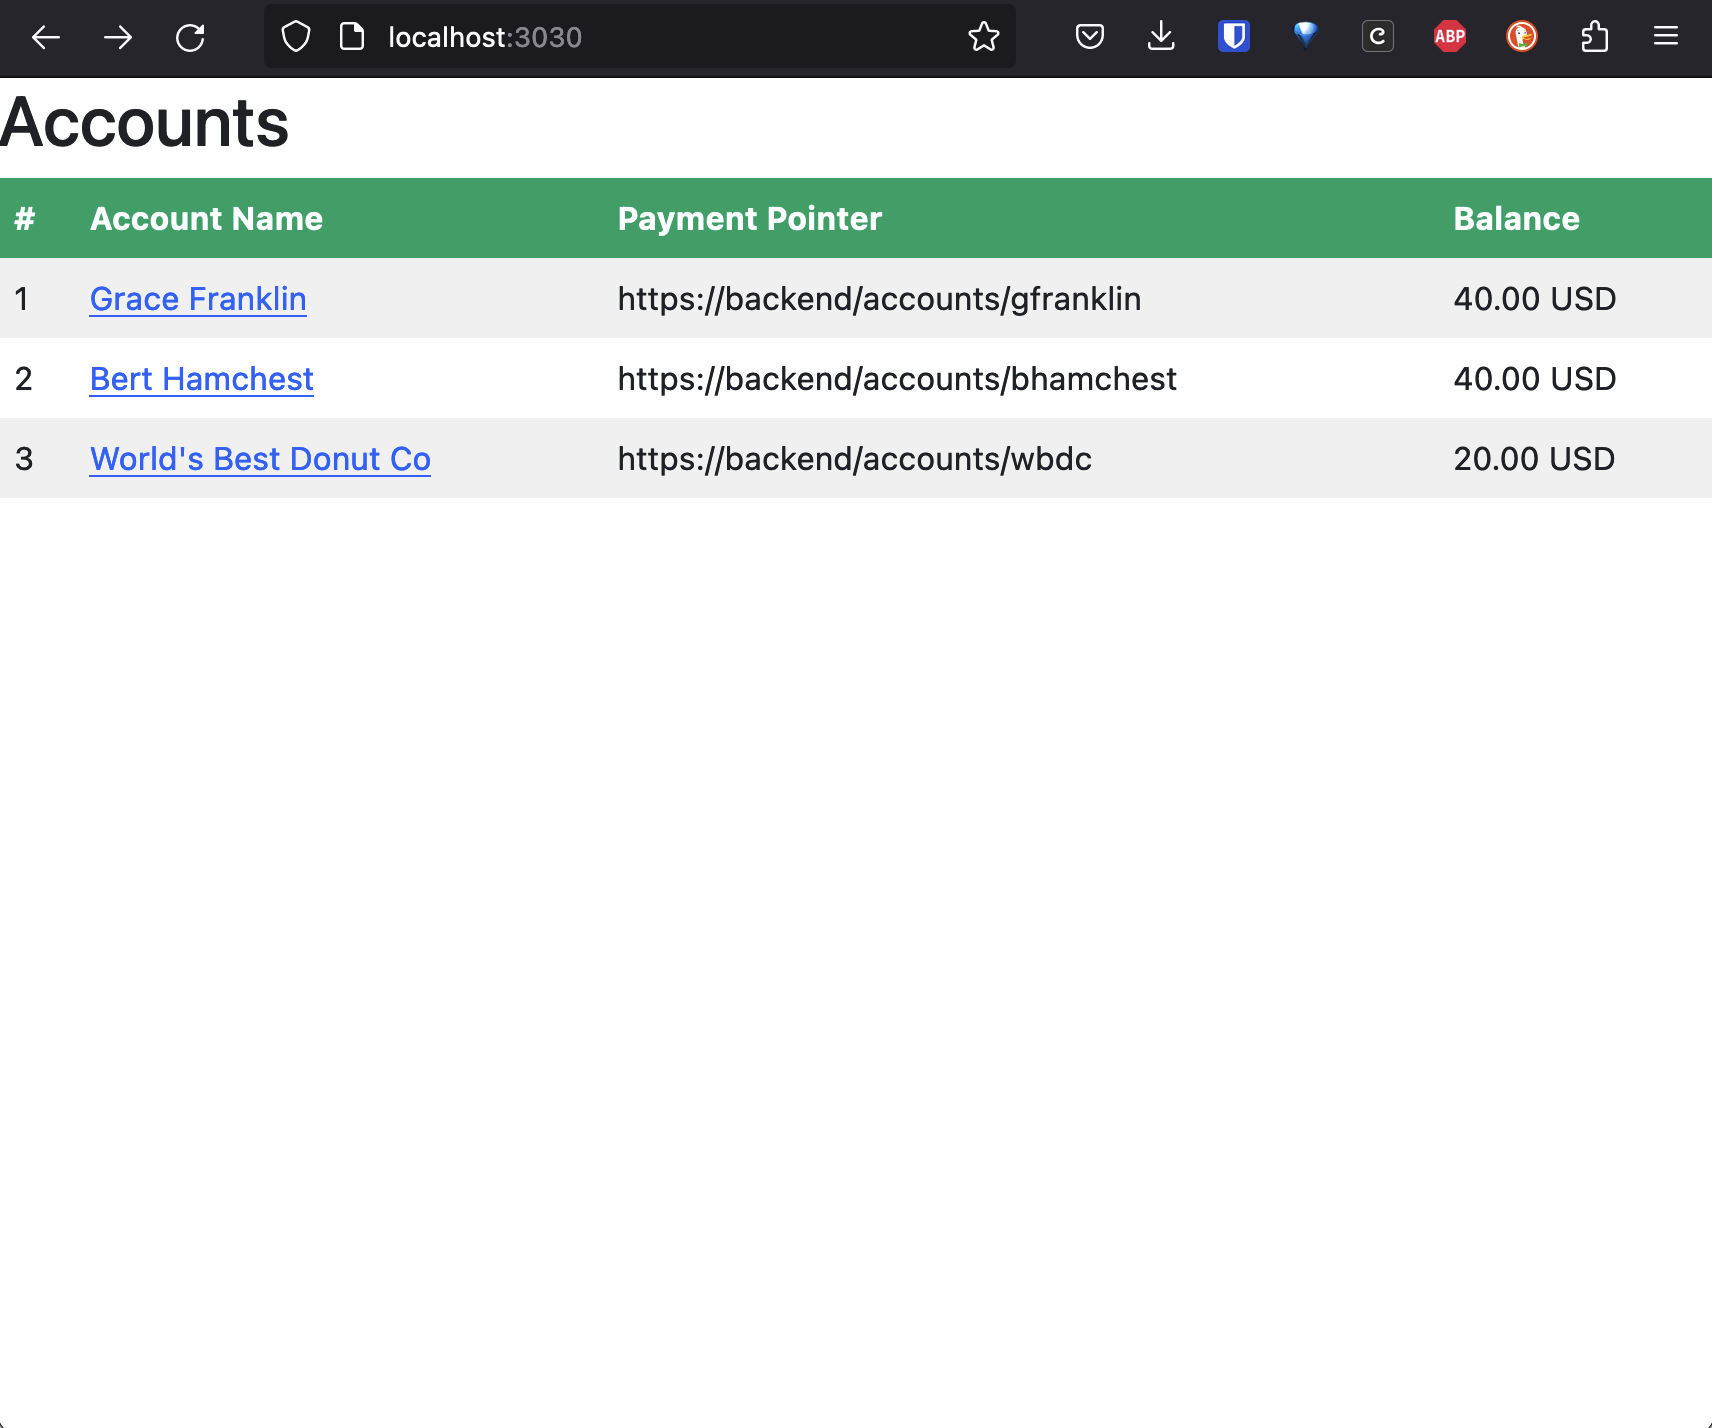 localhost:3030
ABP
Accounts
# Account Name Payment Pointer Balance
1 Grace Franklin https://backend/accounts/gfranklin 40.00 USD
2 Bert Hamchest https://backend/accounts/bhamchest 40.00 USD
3 World's Best Donut Co https://backend/accounts/wbdc 20.00 USD